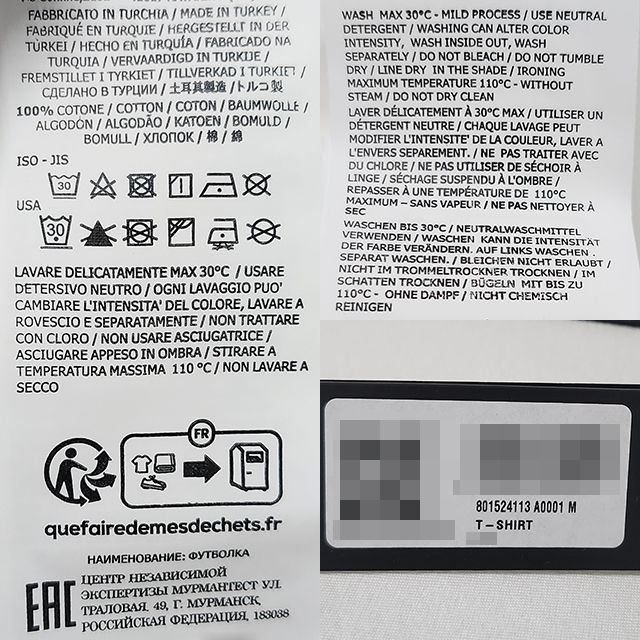 FABBRICATO IN TURCHIA / MADE IN TURKEY /
FABRIQUÉ EN TURQUIE / HERGESTELLT IN DER
TÜRKEI / HECHO EN TURQUÍA / FABRICADO NA
TURQUIA / VERVAARDIGD IN TURKIJE /
FREMSTILLET I TYRKIET / TILLVERKAD I TURKIET /
СДЕЛАНО В ТУРЦИИ / 土耳其製造 / トルコ製
100% COTONE / COTTON / COTON / BAUMWOLLE /
ALGODÓN / ALGODÃO / KATOEN / BOMULD /
BOMULL / ХЛОПОК / 棉 / 綿
ISO - JIS
30
USA
30
LAVARE DELICATAMENTE MAX 30°C / USARE
DETERSIVO NEUTRO / OGNI LAVAGGIO PUO'
CAMBIARE L'INTENSITA' DEL COLORE, LAVARE A
ROVESCIO E SEPARATAMENTE / NON TRATTARE
CON CLORO / NON USARE ASCIUGATRICE /
ASCIUGARE APPESO IN OMBRA / STIRARE A
TEMPERATURA MASSIMA 110 °C / NON LAVARE A
SECCO
FR
quefairedemesdechets.fr
НАИМЕНОВАНИЕ: ФУТБОЛКА
EAC
ЦЕНТР НЕЗАВИСИМОЙ
ЭКСПЕРТИЗЫ МУРМАНТЕСТ УЛ.
ТРАЛОВАЯ, 49, Г. МУРМАНСК,
РОССИЙСКАЯ ФЕДЕРАЦИЯ, 183038
WASH MAX 30°C - MILD PROCESS / USE NEUTRAL
DETERGENT / WASHING CAN ALTER COLOR
INTENSITY, WASH INSIDE OUT, WASH
SEPARATELY / DO NOT BLEACH / DO NOT TUMBLE
DRY / LINE DRY IN THE SHADE / IRONING
MAXIMUM TEMPERATURE 110°C - WITHOUT
STEAM / DO NOT DRY CLEAN
LAVER DÉLICATEMENT À 30°C MAX / UTILISER UN
DÉTERGENT NEUTRE / CHAQUE LAVAGE PEUT
MODIFIER L'INTENSITE' DE LA COULEUR, LAVER A
L'ENVERS SEPAREMENT. / NE PAS TRAITER AVEC
DU CHLORE / NE PAS UTILISER DE SÉCHOIR À
LINGE / SÉCHAGE SUSPENDU À L'OMBRE /
REPASSER À UNE TEMPÉRATURE DE 110°C
MAXIMUM – SANS VAPEUR / NE PAS NETTOYER A
SEC
WASCHEN BIS 30°C / NEUTRALWASCHMITTEL
VERWENDEN / WASCHEN KANN DIE INTENSITÄT
DER FARBE VERÄNDERN. AUF LINKS WASCHEN .
SEPARAT WASCHEN. / BLEICHEN NICHT ERLAUBT /
NICHT IM TROMMELTROCKNER TROCKNEN / IM
SCHATTEN TROCKNEN / BÜGELN MIT BIS ZU
110°C - OHNE DAMPF / NICHT CHEMISCH
REINIGEN
801524113 A0001 M
T-SHIRT